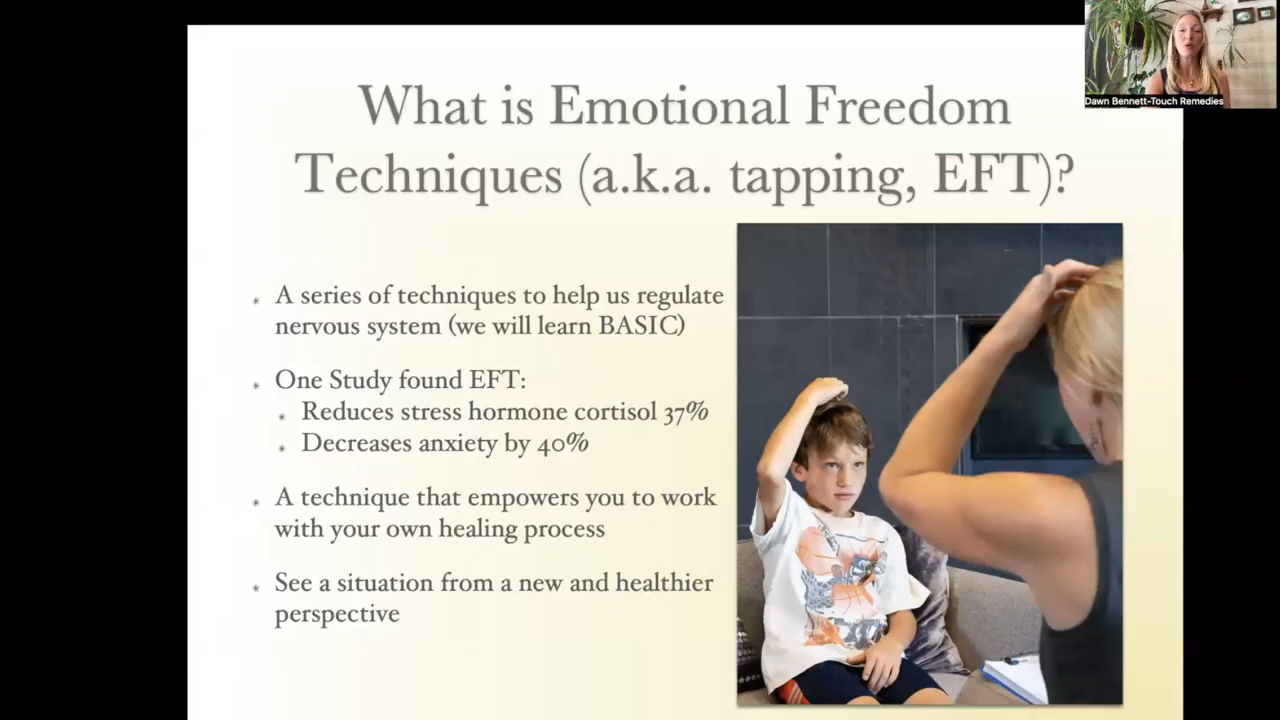 Dawn Bennett-Touch Remedies
What is Emotional Freedom
Techniques (a.k.a. tapping, EFT)?
* A series of techniques to help us regulate
nervous system (we will learn BASIC)
* One Study found EFT:
* Reduces stress hormone cortisol 37%
* Decreases anxiety by 40%
* A technique that empowers you to work
with your own healing process
* See a situation from a new and healthier
perspective